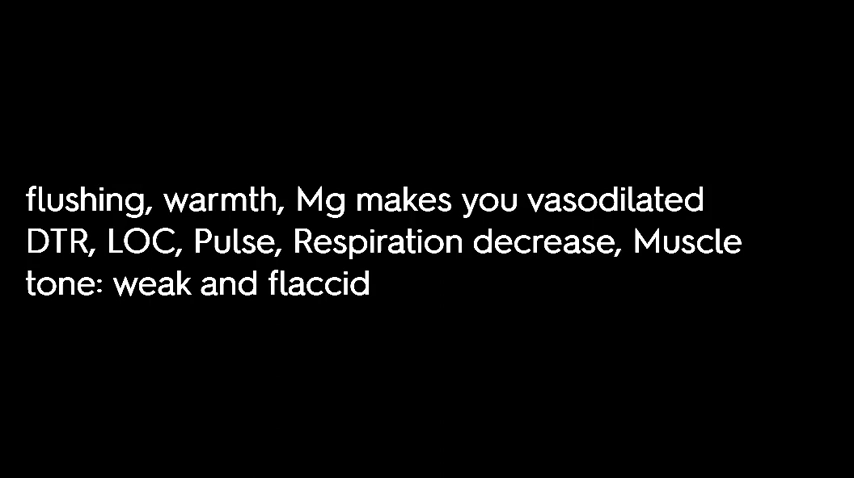 flushing, warmth, Mg makes you vasodilated
DTR, LOC, Pulse, Respiration decrease, Muscle
tone: weak and flaccid